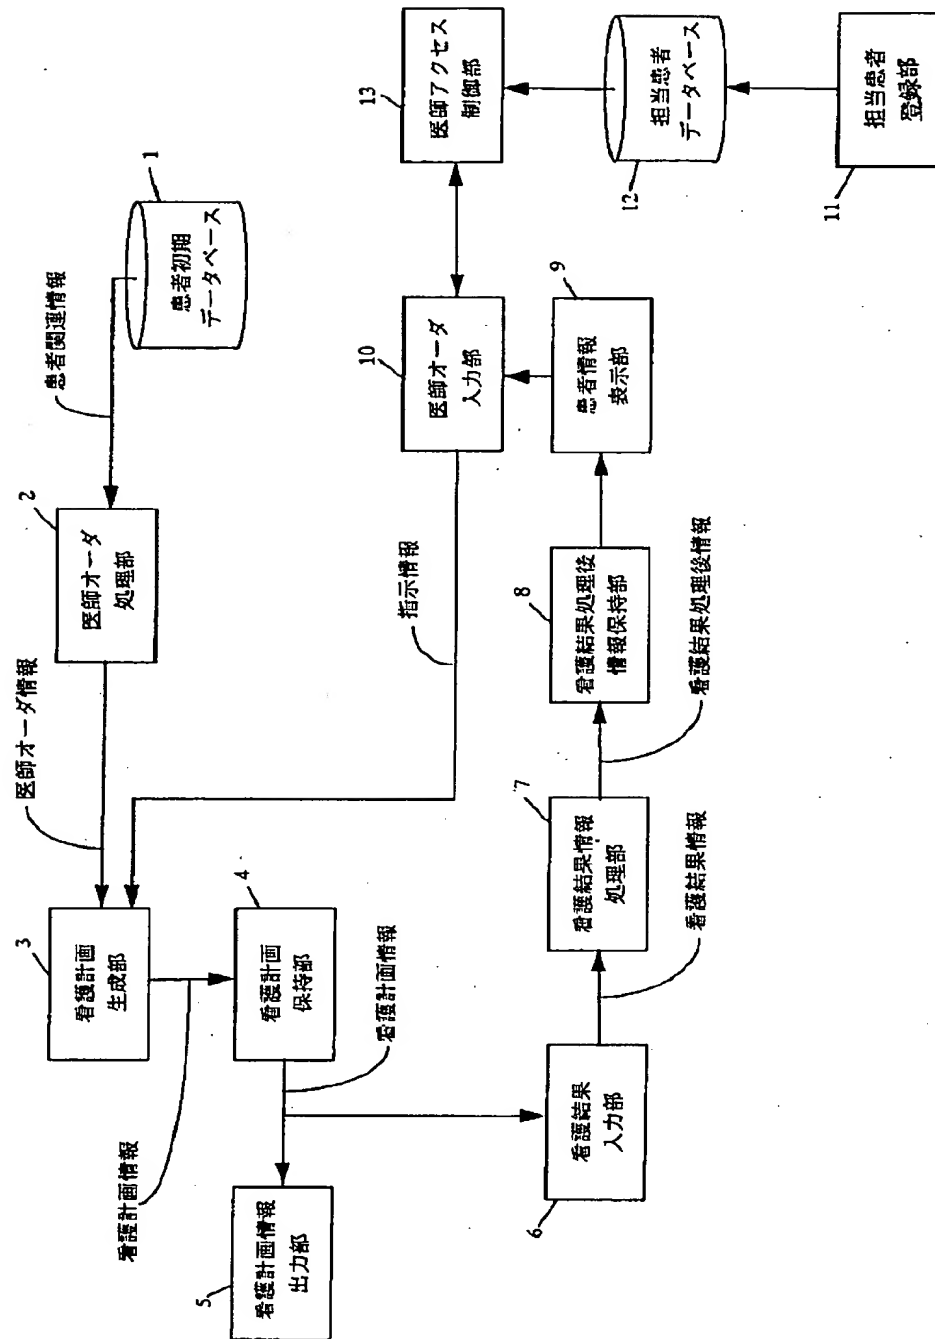 1
患者初期
データベース
患者関連情報
2
医師オーダ
処理部
医師オーダ情報
3
看護計画
生成部
看護計画情報
4
看護計画
保持部
看護計画情報
5
看護計画情報
出力部
6
看護結果
入力部
看護結果情報
7
看護結果情報
処理部
看護結果処理後情報
8
看護結果処理後
情報保持部
9
患者情報
表示部
10
医師オーダ
入力部
指示情報
13
医師アクセス
制御部
12
担当患者
データベース
11
担当患者
登録部